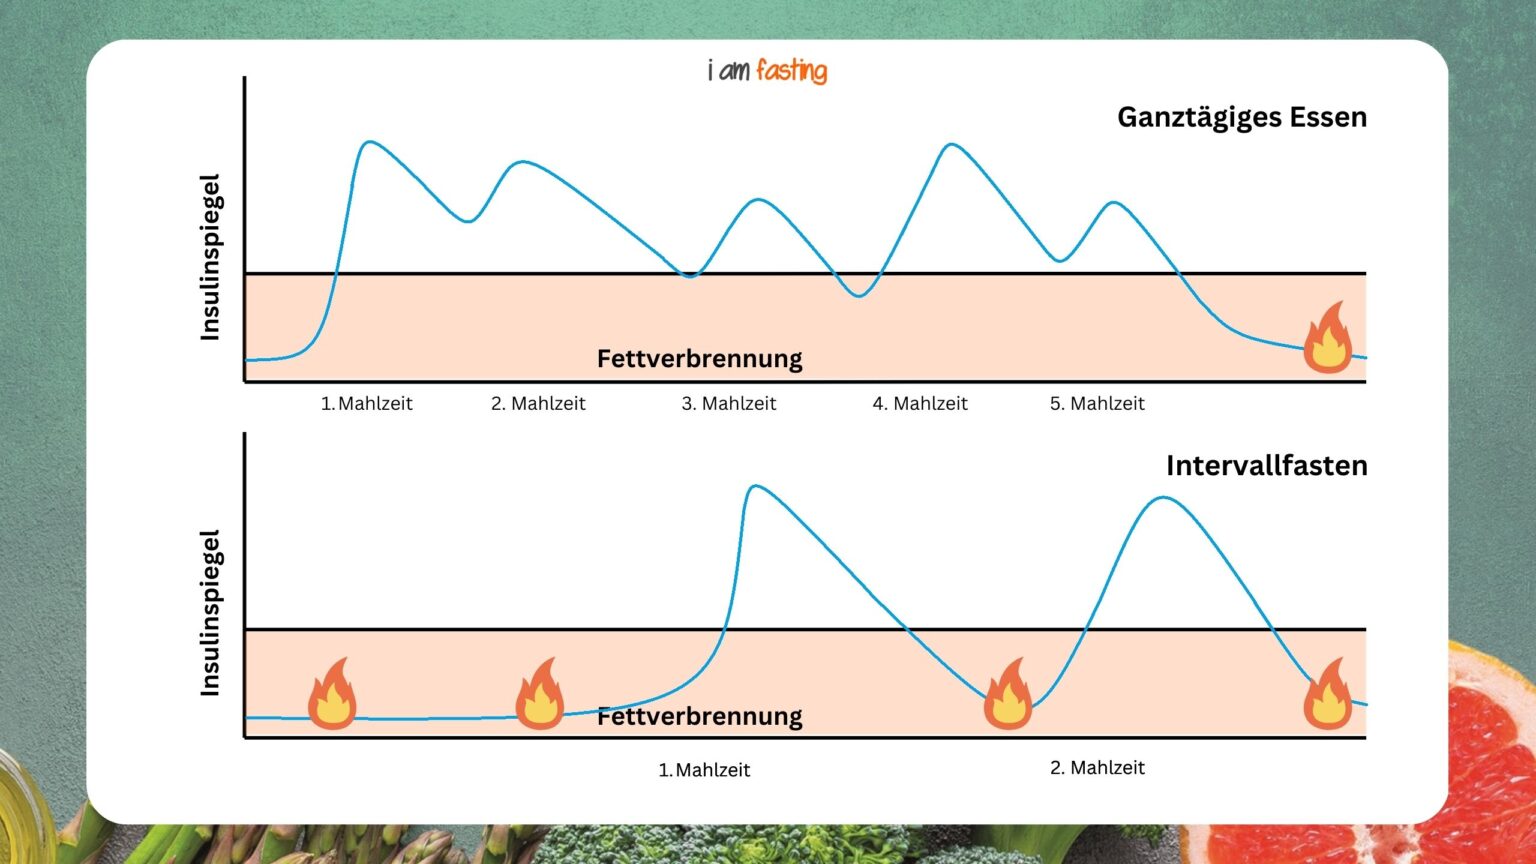 i am fasting
Ganztägiges Essen
Insulinspiegel
Fettverbrennung
1. Mahlzeit
2. Mahlzeit
3. Mahlzeit
4. Mahlzeit
5. Mahlzeit
Intervallfasten
Insulinspiegel
Fettverbrennung
1. Mahlzeit
2. Mahlzeit